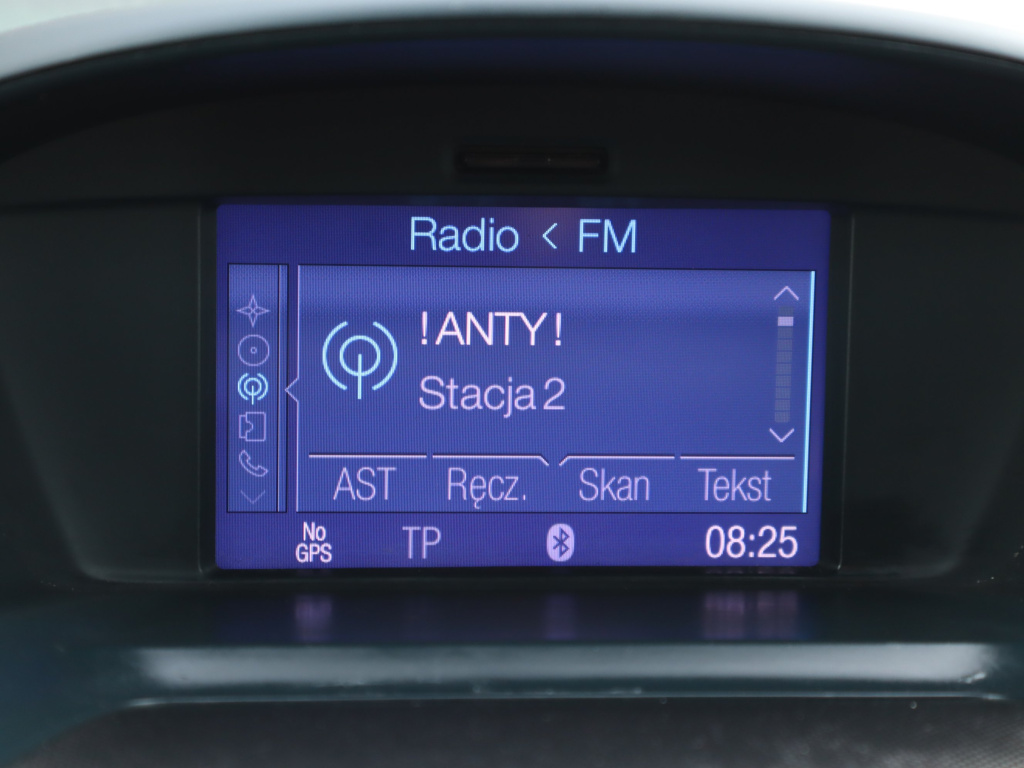 Radio < FM
!ANTY!
Stacja 2
AST Ręcz. Skan Tekst
No GPS TP 08:25